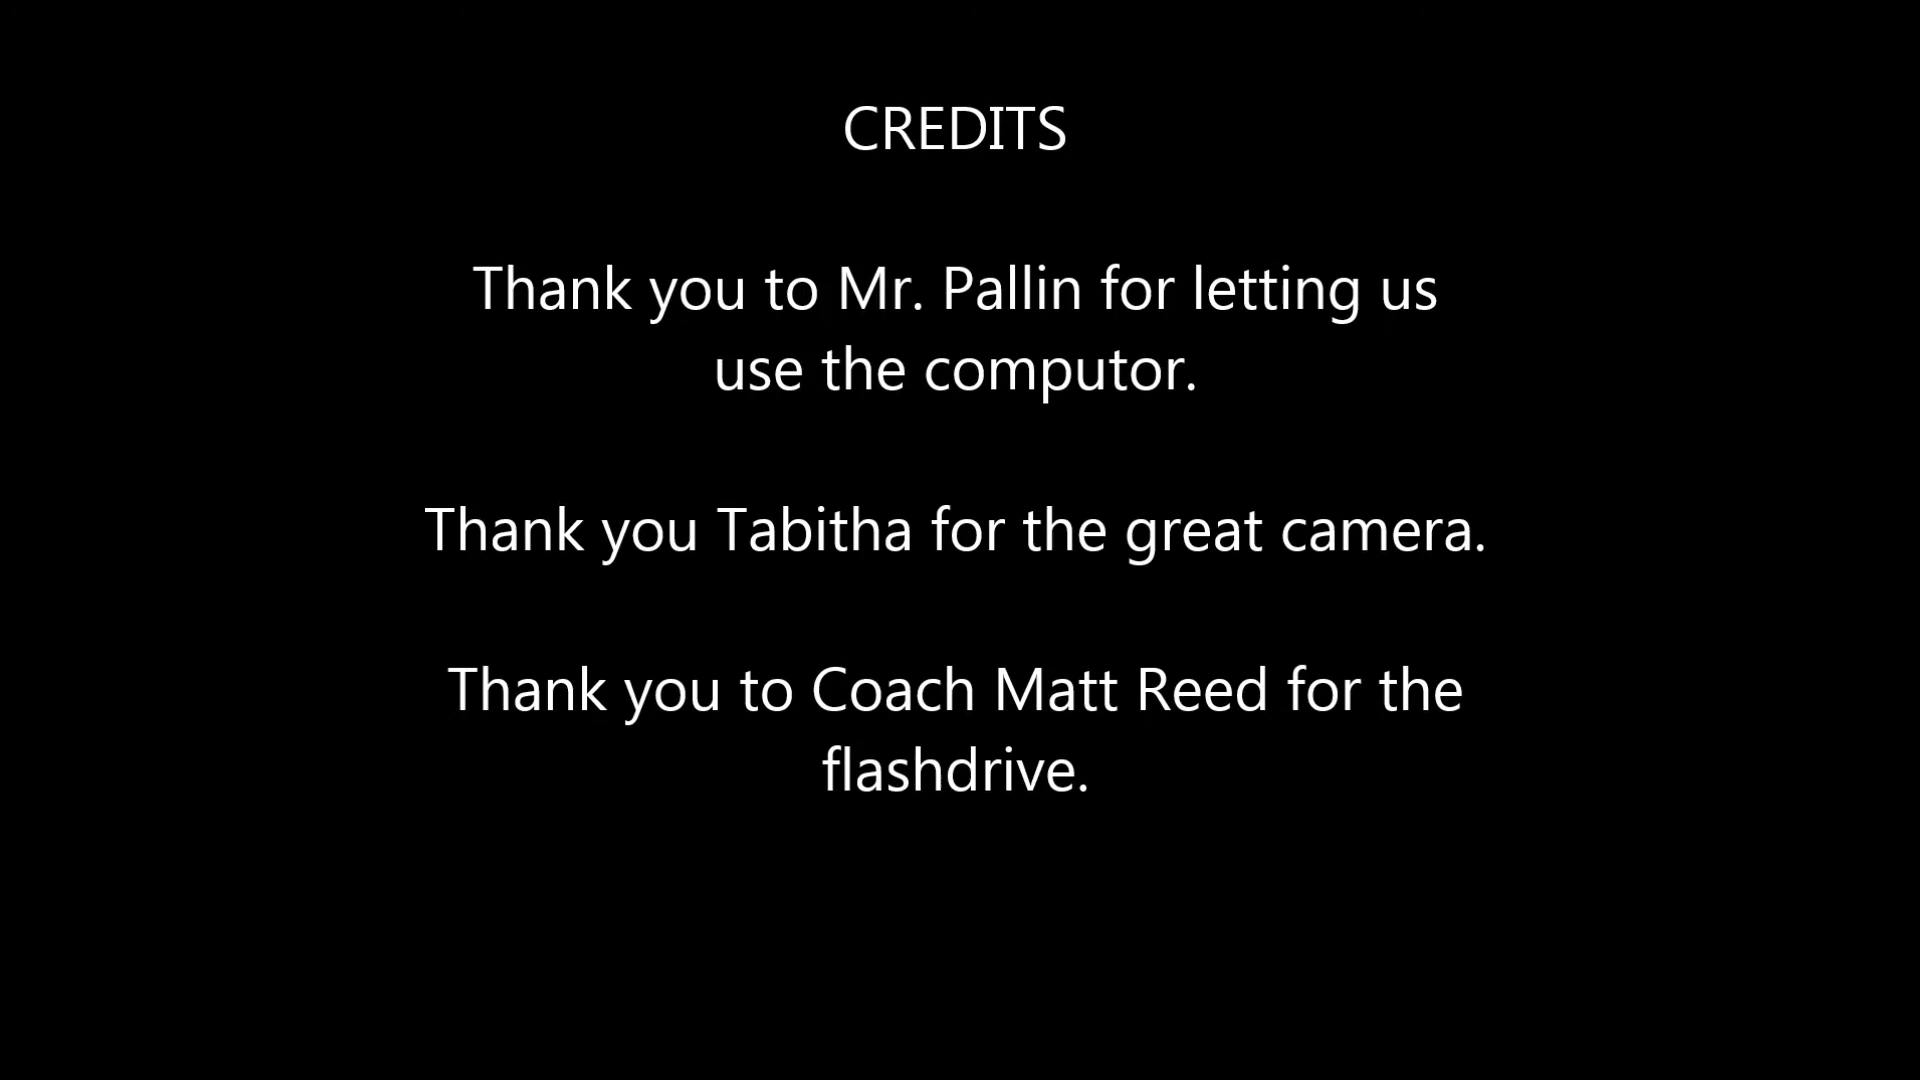 CREDITS
Thank you to Mr. Pallin for letting us
use the computor.
Thank you Tabitha for the great camera.
Thank you to Coach Matt Reed for the
flashdrive.